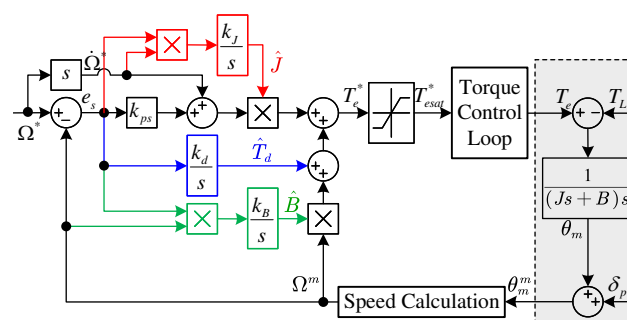 k_J
s
Ĵ
Ω̇*
s
e_s
k_ps
T_e*
T_esat*
Torque
Control
Loop
T_e
T_L
Ω*
k_d
s
T̂_d
1
(Js + B)s
k_B
s
B̂
θ_m
Ω^m
Speed Calculation
θ_m^m
δ_p